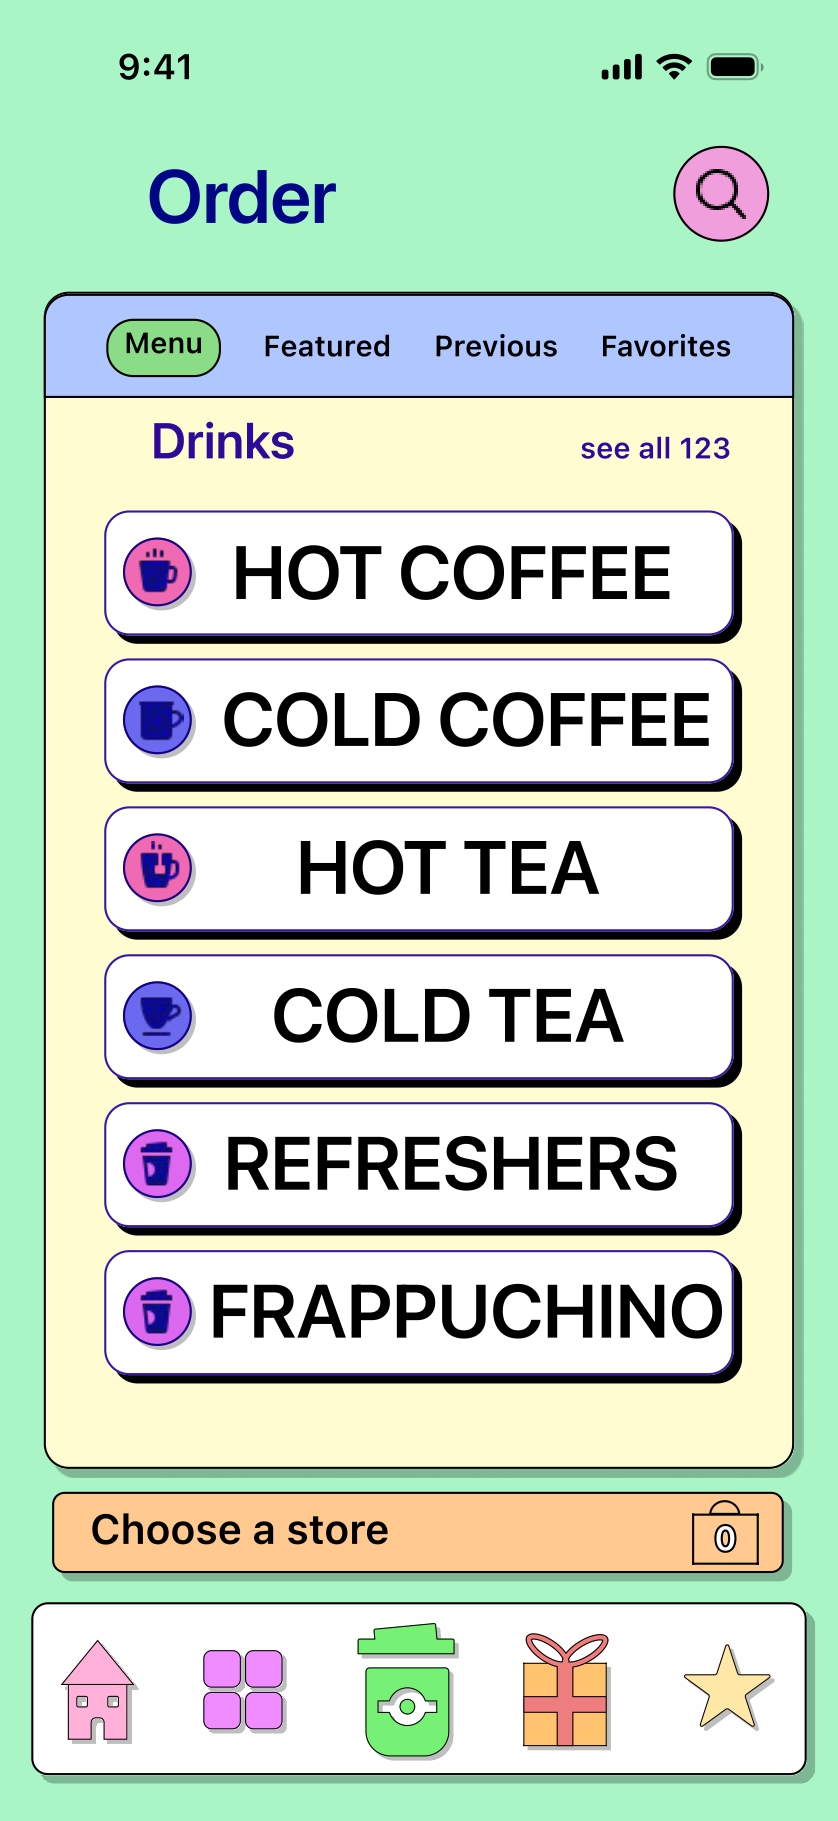 9:41
Order
Menu Featured Previous Favorites
Drinks see all 123
HOT COFFEE
COLD COFFEE
HOT TEA
COLD TEA
REFRESHERS
FRAPPUCHINO
Choose a store 0